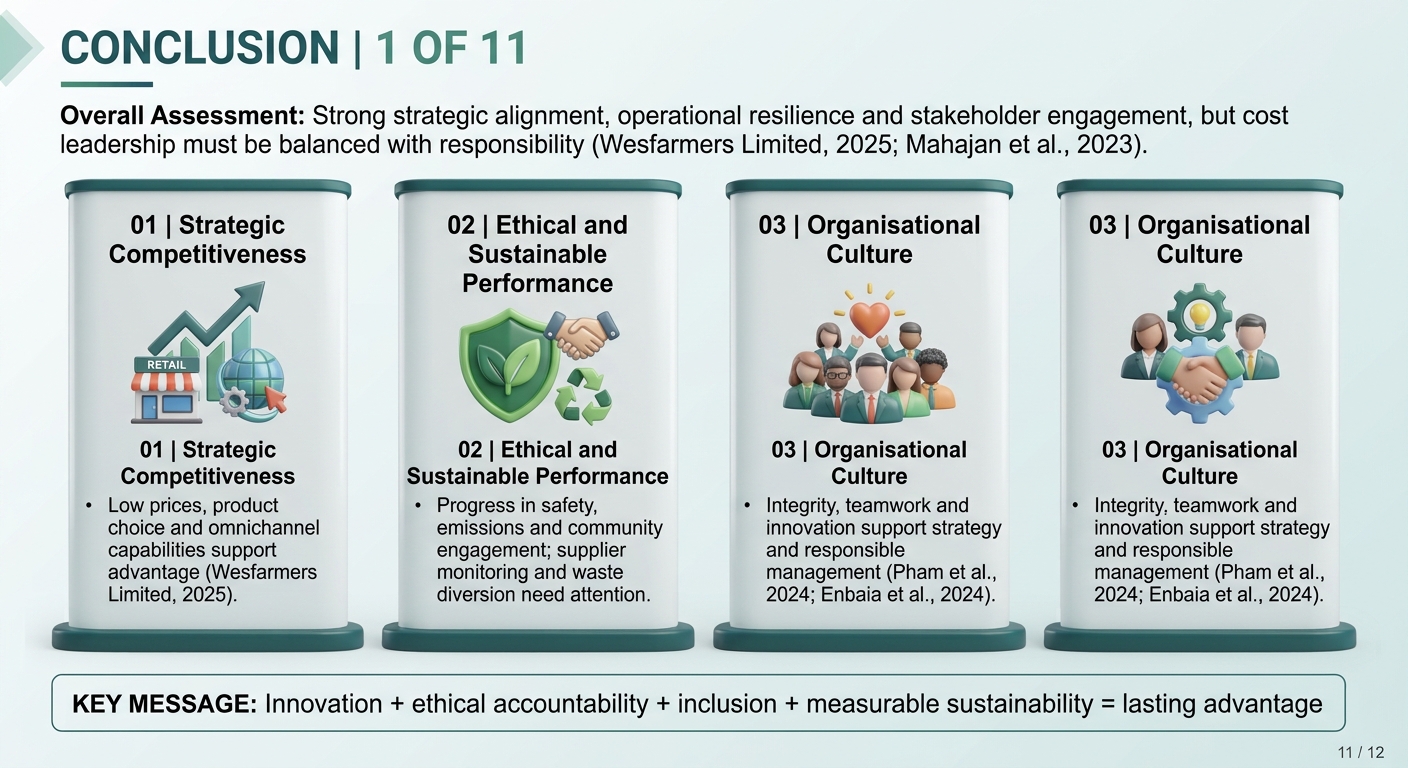 CONCLUSION | 1 OF 11
Overall Assessment: Strong strategic alignment, operational resilience and stakeholder engagement, but cost
leadership must be balanced with responsibility (Wesfarmers Limited, 2025; Mahajan et al., 2023).
01 | Strategic
Competitiveness
RETAIL
01 | Strategic
Competitiveness
• Low prices, product
choice and omnichannel
capabilities support
advantage (Wesfarmers
Limited, 2025).
02 | Ethical and
Sustainable
Performance
02 | Ethical and
Sustainable Performance
• Progress in safety,
emissions and community
engagement; supplier
monitoring and waste
diversion need attention.
03 | Organisational
Culture
03 | Organisational
Culture
• Integrity, teamwork and
innovation support strategy
and responsible
management (Pham et al.,
2024; Enbaia et al., 2024).
03 | Organisational
Culture
03 | Organisational
Culture
• Integrity, teamwork and
innovation support strategy
and responsible
management (Pham et al.,
2024; Enbaia et al., 2024).
KEY MESSAGE: Innovation + ethical accountability + inclusion + measurable sustainability = lasting advantage
11 / 12